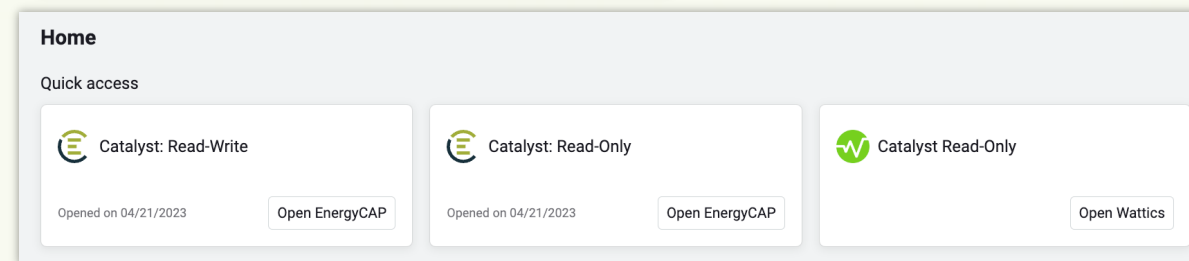 Home
Quick access
Catalyst: Read-Write
Opened on 04/21/2023
Open EnergyCAP
Catalyst: Read-Only
Opened on 04/21/2023
Open EnergyCAP
Catalyst Read-Only
Open Wattics